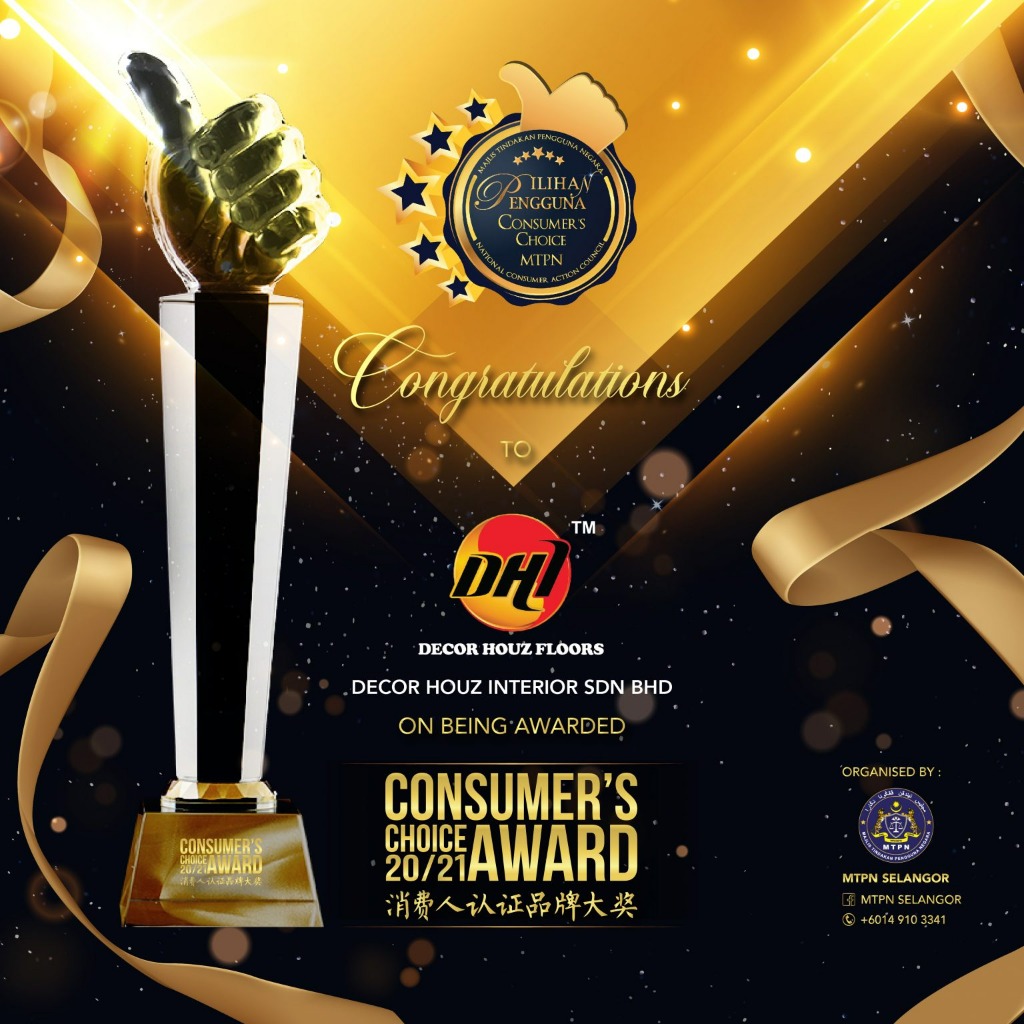 MAJLIS TINDAKAN PENGGUNA NEGARA
PILIHAN
PENGGUNA
CONSUMER'S
CHOICE
MTPN
NATIONAL CONSUMER ACTION COUNCIL
Congratulations
TO
DHI
TM
DECOR HOUZ FLOORS
DECOR HOUZ INTERIOR SDN BHD
ON BEING AWARDED
CONSUMER'S
CHOICE
20/21 AWARD
消费人认证品牌大奖
CONSUMER'S
CHOICE
20/21 AWARD
消费人认证品牌大奖
ORGANISED BY :
MTPN
MAJLIS TINDAKAN PENGGUNA NEGARA
MTPN SELANGOR
MTPN SELANGOR
+6014 910 3341